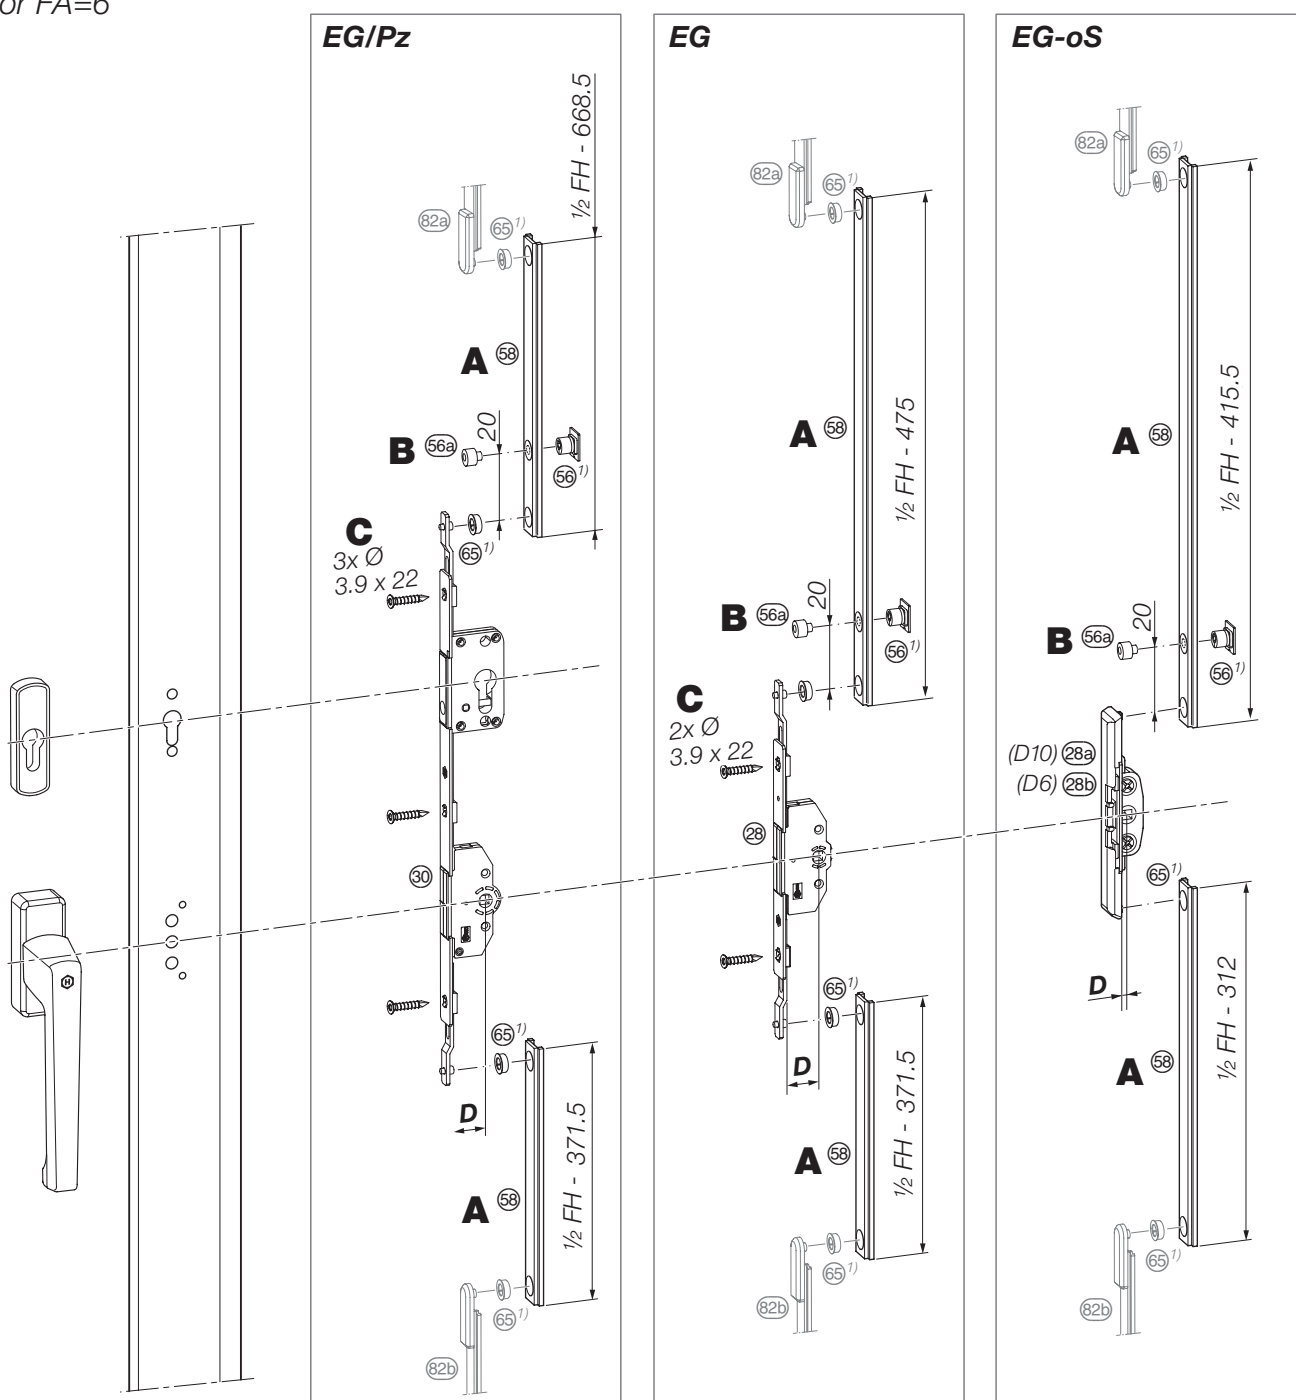 or FA=6
EG/Pz
½ FH - 668.5
82a
65 1)
A 58
20
B 56a
56 1)
C
3x Ø
3.9 x 22
65 1)
30
65 1)
D
A 58
½ FH - 371.5
65 1)
82b
H
EG
82a
65 1)
A 58
½ FH - 475
20
B 56a
56 1)
C
2x Ø
3.9 x 22
28
65 1)
D
A 58
½ FH - 371.5
65 1)
82b
EG-oS
82a
65 1)
A 58
½ FH - 415.5
20
B 56a
56 1)
(D10) 28a
(D6) 28b
65 1)
D
½ FH - 312
A 58
65 1)
82b